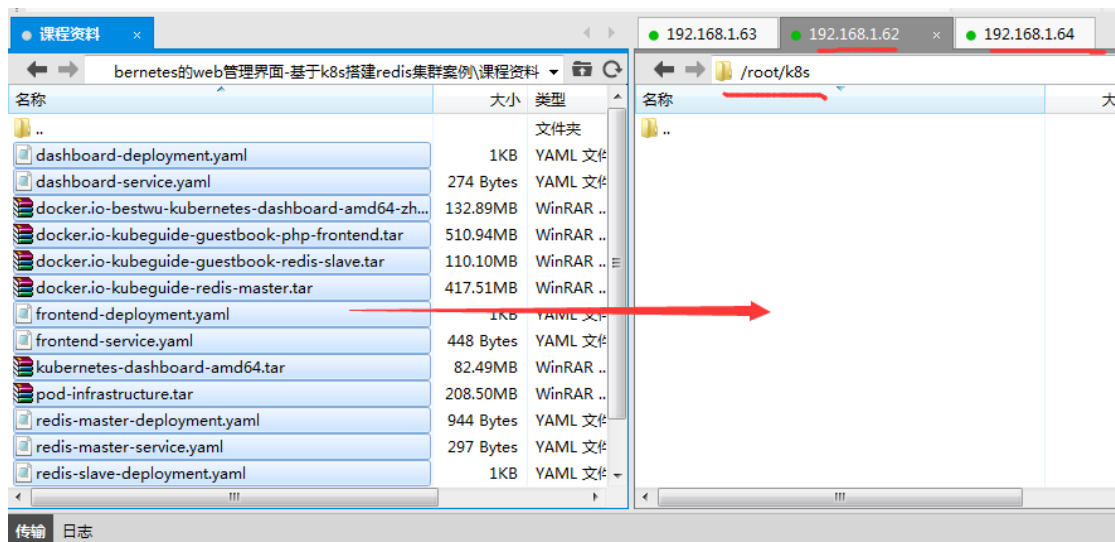 课程资料 ×
192.168.1.63
192.168.1.62 ×
192.168.1.64
bernetes的web管理界面-基于k8s搭建redis集群案例\课程资料
/root/k8s
名称 大小 类型
名称 大
.. 文件夹
..
dashboard-deployment.yaml 1KB YAML 文件
dashboard-service.yaml 274 Bytes YAML 文件
docker.io-bestwu-kubernetes-dashboard-amd64-zh... 132.89MB WinRAR ..
docker.io-kubeguide-guestbook-php-frontend.tar 510.94MB WinRAR ..
docker.io-kubeguide-guestbook-redis-slave.tar 110.10MB WinRAR ..
docker.io-kubeguide-redis-master.tar 417.51MB WinRAR ..
frontend-deployment.yaml 1KB YAML 文件
frontend-service.yaml 448 Bytes YAML 文件
kubernetes-dashboard-amd64.tar 82.49MB WinRAR ..
pod-infrastructure.tar 208.50MB WinRAR ..
redis-master-deployment.yaml 944 Bytes YAML 文件
redis-master-service.yaml 297 Bytes YAML 文件
redis-slave-deployment.yaml 1KB YAML 文件
传输 日志